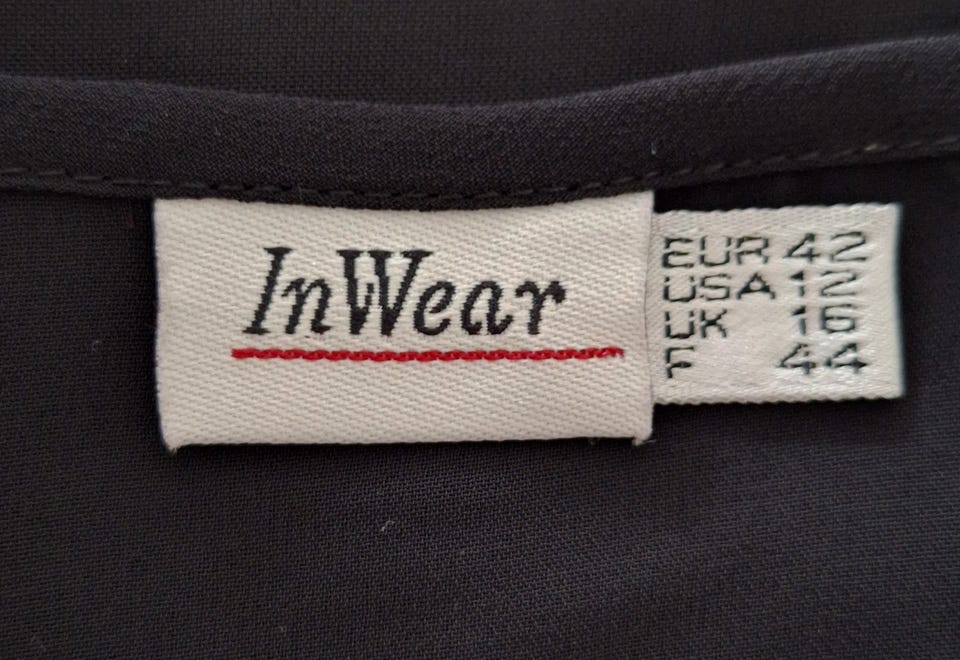 InWear
EUR 42
USA 12
UK 16
F 44